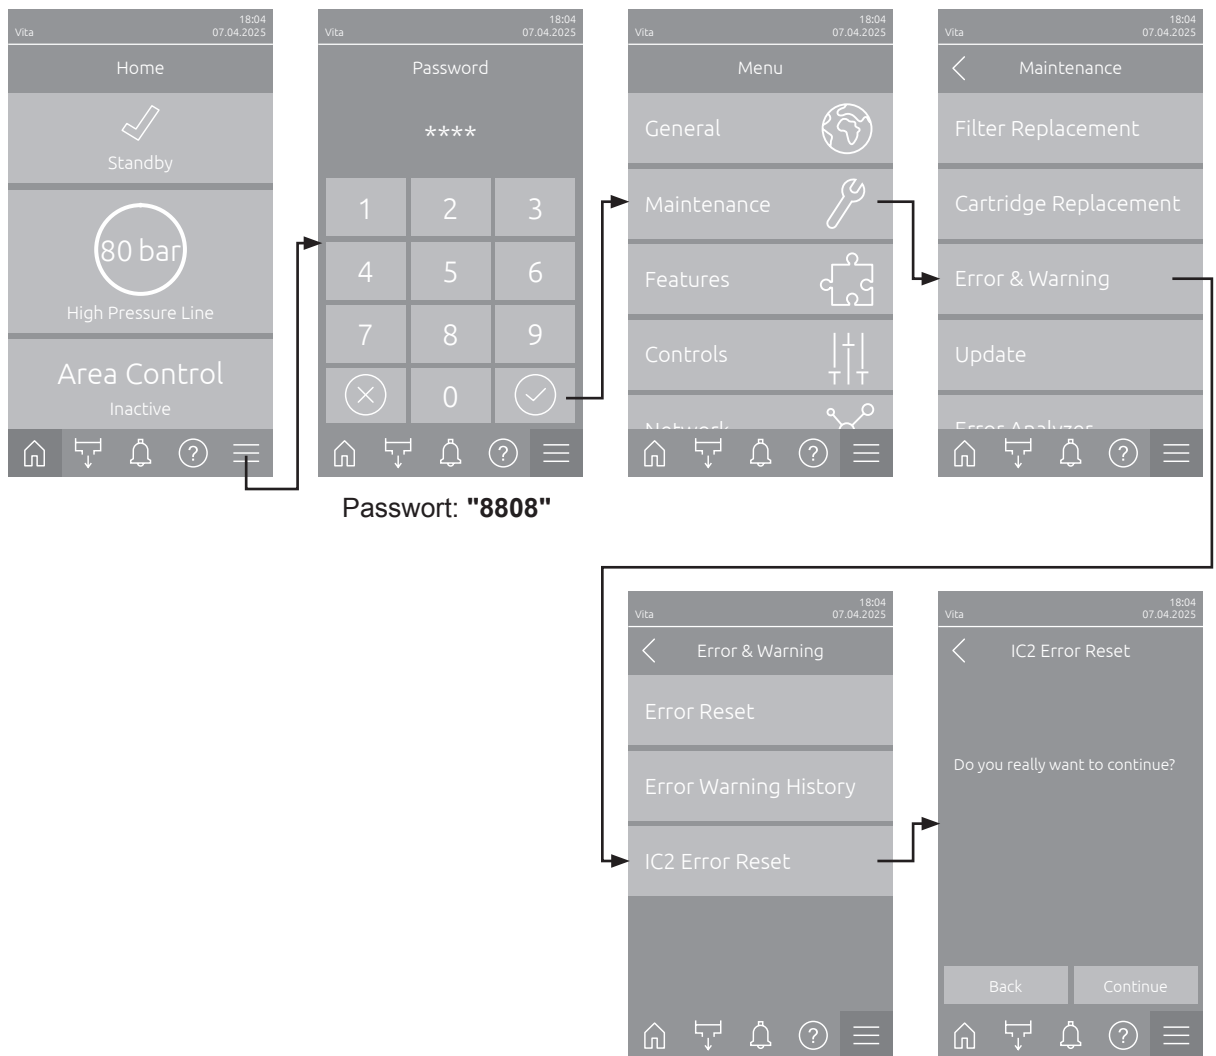 18:04
Vita 07.04.2025
Home
Standby
80 bar
High Pressure Line
Area Control
Inactive
18:04
Vita 07.04.2025
Password
****
1 2 3
4 5 6
7 8 9
0
Passwort: "8808"
18:04
Vita 07.04.2025
Menu
General
Maintenance
Features
Controls
Network
18:04
Vita 07.04.2025
Maintenance
Filter Replacement
Cartridge Replacement
Error & Warning
Update
Error Analyzer
18:04
Vita 07.04.2025
Error & Warning
Error Reset
Error Warning History
IC2 Error Reset
18:04
Vita 07.04.2025
IC2 Error Reset
Do you really want to continue?
Back Continue